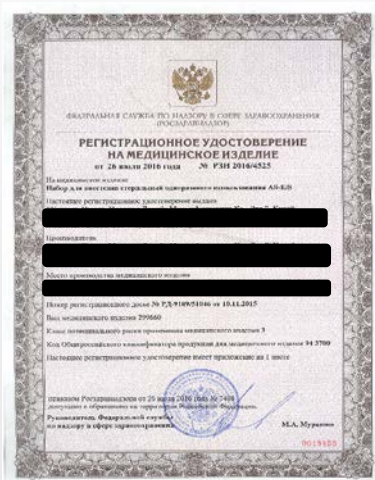 ФЕДЕРАЛЬНАЯ СЛУЖБА ПО НАДЗОРУ В СФЕРЕ ЗДРАВООХРАНЕНИЯ
(РОСЗДРАВНАДЗОР)
РЕГИСТРАЦИОННОЕ УДОСТОВЕРЕНИЕ
НА МЕДИЦИНСКОЕ ИЗДЕЛИЕ
от 26 июля 2016 года № РЗН 2016/4525
На медицинское изделие
Набор для анестезии стерильный одноразового использования AS-E/S
Настоящее регистрационное удостоверение выдано
Производитель
Место производства медицинского изделия
Номер регистрационного досье № РД-9189/51046 от 10.11.2015
Вид медицинского изделия 299660
Класс потенциального риска применения медицинского изделия 3
Код Общероссийского классификатора продукции для медицинского изделия 94 3700
Настоящее регистрационное удостоверение имеет приложение на 1 листе
приказом Росздравнадзора от 26 июля 2016 года №
допущено к обращению на территории Российской Федерации.
Руководитель Федеральной службы
по надзору в сфере здравоохранения
М.А. Мурашко